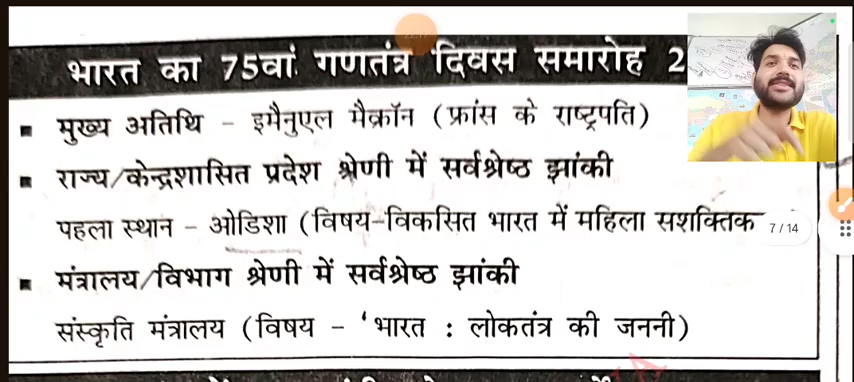 भारत का 75वां गणतंत्र दिवस समारोह 2
▪ मुख्य अतिथि – इमैनुएल मैक्रॉन (फ्रांस के राष्ट्रपति)
▪ राज्य/केन्द्रशासित प्रदेश श्रेणी में सर्वश्रेष्ठ झांकी
पहला स्थान – ओडिशा (विषय-विकसित भारत में महिला सशक्तिक
7 / 14
▪ मंत्रालय/विभाग श्रेणी में सर्वश्रेष्ठ झांकी
संस्कृति मंत्रालय (विषय – 'भारत : लोकतंत्र की जननी)